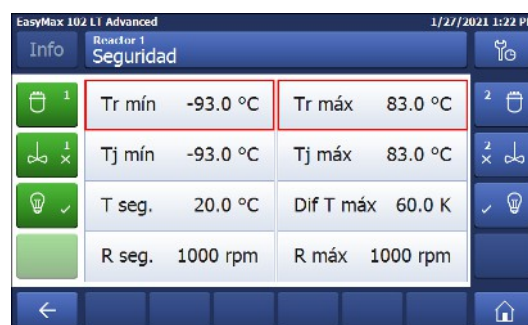 EasyMax 102 LT Advanced 1/27/2021 1:22 P
Info
Reactor 1
Seguridad
1
Tr mín -93.0 °C Tr máx 83.0 °C
2
1
Tj mín -93.0 °C Tj máx 83.0 °C
2
T seg. 20.0 °C Dif T máx 60.0 K
R seg. 1000 rpm R máx 1000 rpm